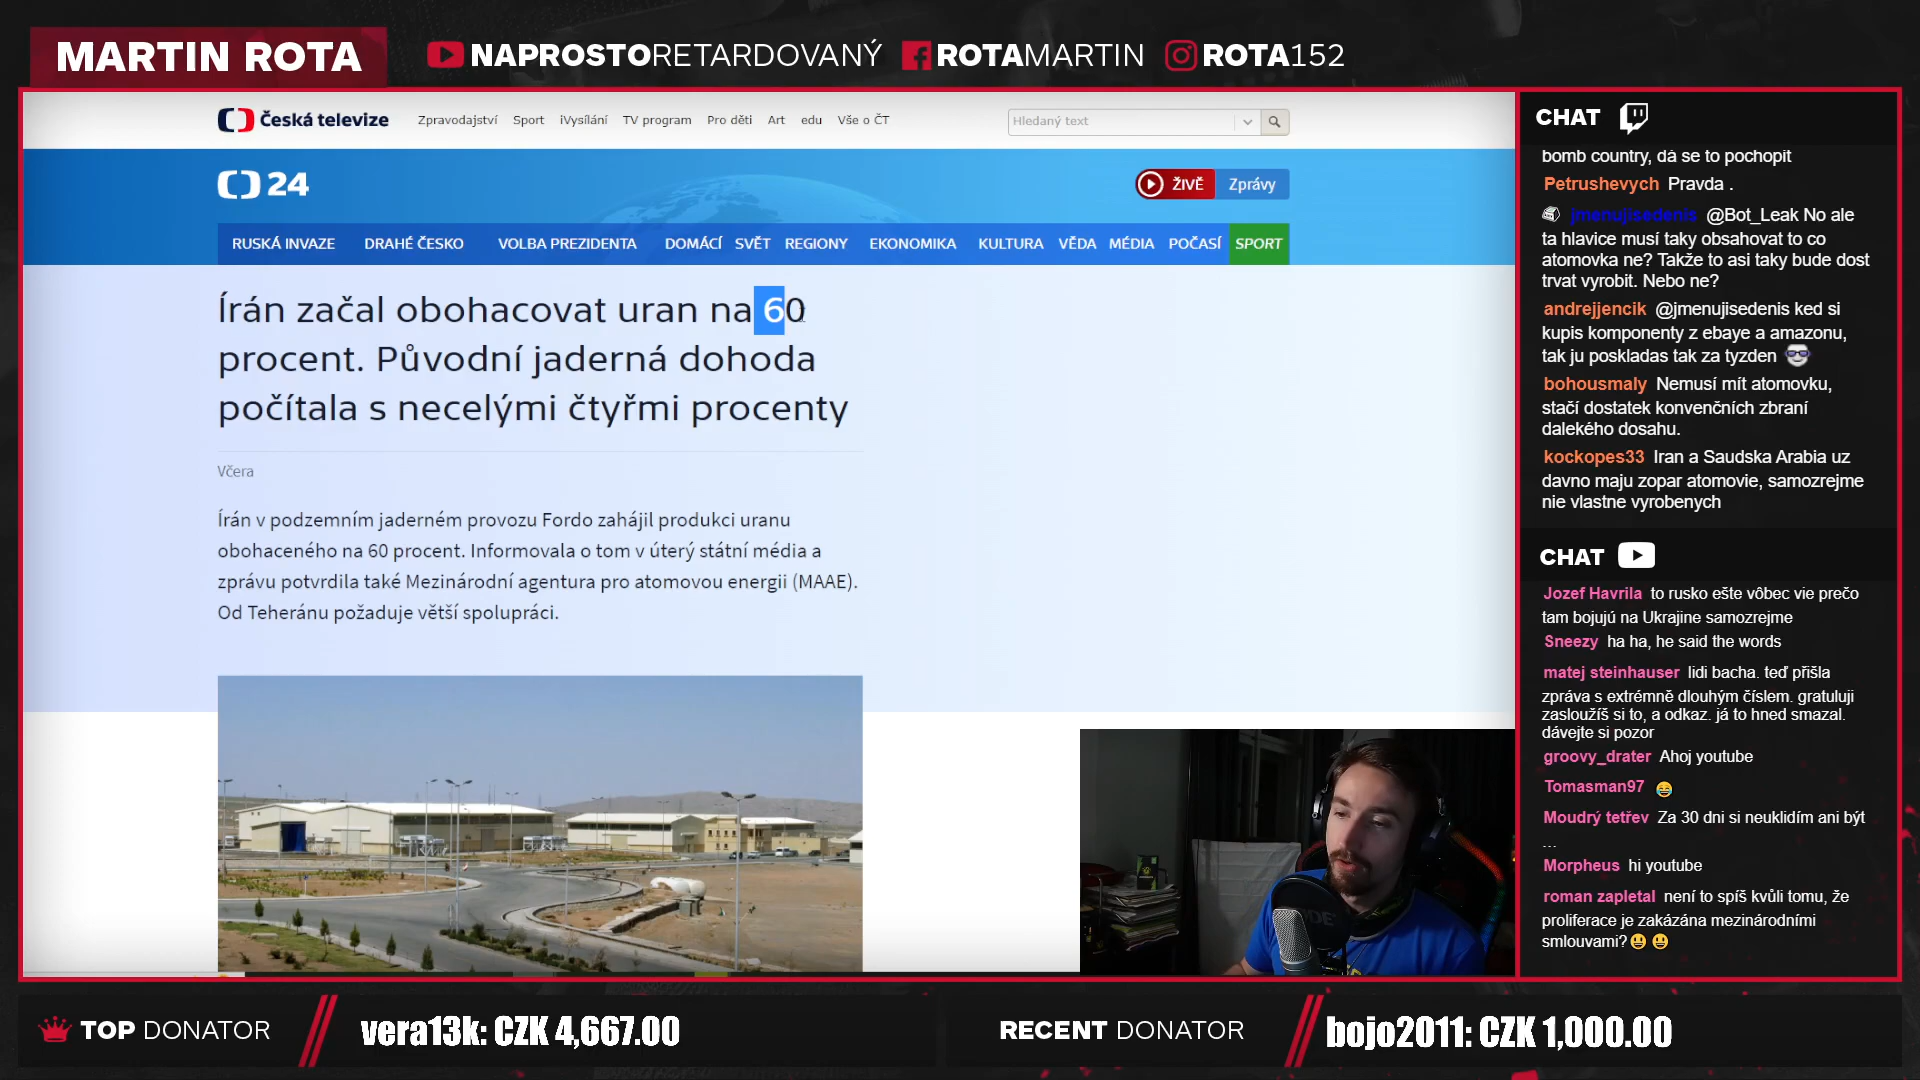 MARTIN ROTA
NAPROSTORETARDOVANÝ ROTAMARTIN ROTA152
Česká televize Zpravodajství Sport iVysílání TV program Pro děti Art edu Vše o ČT Hledaný text
24 ŽIVĚ Zprávy
RUSKÁ INVAZE DRAHÉ ČESKO VOLBA PREZIDENTA DOMÁCÍ SVĚT REGIONY EKONOMIKA KULTURA VĚDA MÉDIA POČASÍ SPORT
Írán začal obohacovat uran na 60
procent. Původní jaderná dohoda
počítala s necelými čtyřmi procenty
Včera
Írán v podzemním jaderném provozu Fordo zahájil produkci uranu
obohaceného na 60 procent. Informovala o tom v úterý státní média a
zprávu potvrdila také Mezinárodní agentura pro atomovou energii (MAAE).
Od Teheránu požaduje větší spolupráci.
CHAT
bomb country, dá se to pochopit
Petrushevych Pravda .
jmenujisedenis @Bot_Leak No ale
ta hlavice musí taky obsahovat to co
atomovka ne? Takže to asi taky bude dost
trvat vyrobit. Nebo ne?
andrejjencik @jmenujisedenis ked si
kupis komponenty z ebaye a amazonu,
tak ju poskladas tak za tyzden
bohousmaly Nemusí mít atomovku,
stačí dostatek konvenčních zbraní
dalekého dosahu.
kockopes33 Iran a Saudska Arabia uz
davno maju zopar atomovie, samozrejme
nie vlastne vyrobenych
CHAT
Jozef Havrila to rusko ešte vôbec vie prečo
tam bojujú na Ukrajine samozrejme
Sneezy ha ha, he said the words
matej steinhauser lidi bacha. teď přišla
zpráva s extrémně dlouhým číslem. gratuluji
zasloužíš si to, a odkaz. já to hned smazal.
dávejte si pozor
groovy_drater Ahoj youtube
Tomasman97 😂
Moudrý tetřev Za 30 dni si neuklidím ani být
...
Morpheus hi youtube
roman zapletal není to spíš kvůli tomu, že
proliferace je zakázána mezinárodními
smlouvami?😃 😃
TOP DONATOR vera13k: CZK 4,667.00 RECENT DONATOR bojo2011: CZK 1,000.00